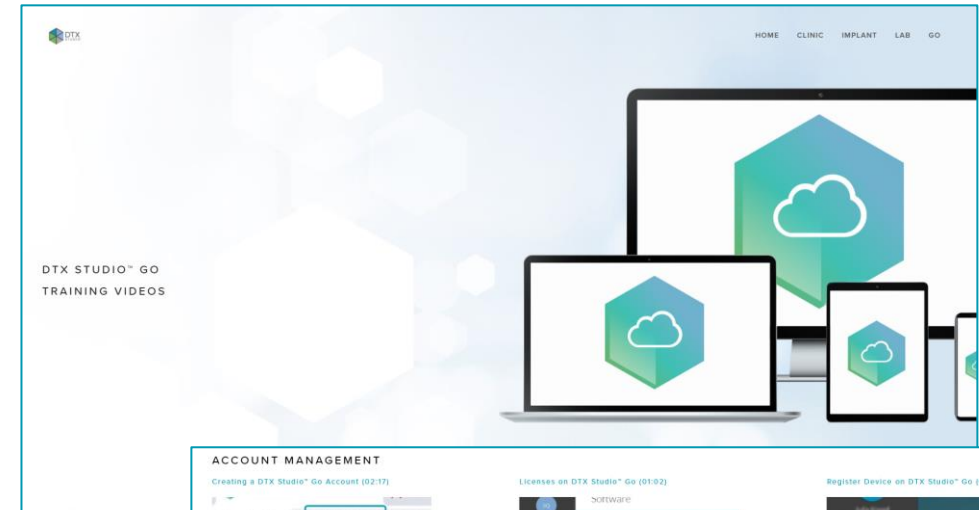 DTX
HOME CLINIC IMPLANT LAB GO
DTX STUDIO™ GO
TRAINING VIDEOS
ACCOUNT MANAGEMENT
Creating a DTX Studio™ Go Account (02:17) Licenses on DTX Studio™ Go (01:02) Register Device on DTX Studio™ Go (
Software